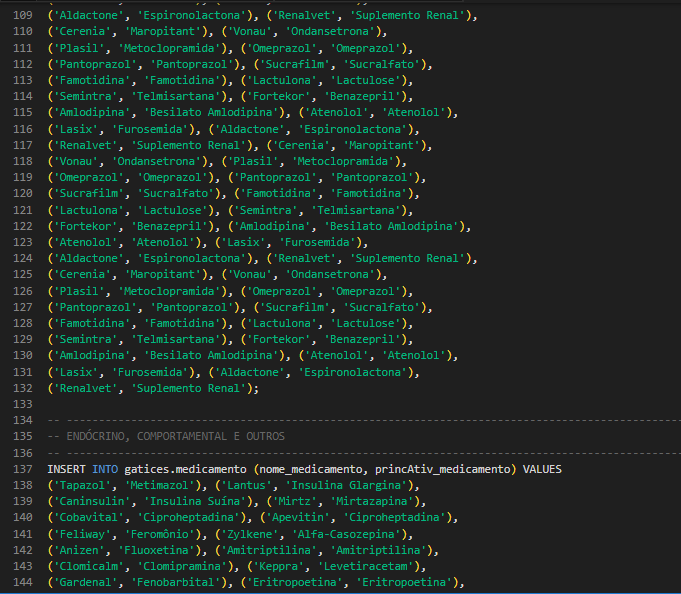 109 ('Aldactone', 'Espironolactona'), ('Renalvet', 'Suplemento Renal'),
110 ('Cerenia', 'Maropitant'), ('Vonau', 'Ondansetrona'),
111 ('Plasil', 'Metoclopramida'), ('Omeprazol', 'Omeprazol'),
112 ('Pantoprazol', 'Pantoprazol'), ('Sucrafilm', 'Sucralfato'),
113 ('Famotidina', 'Famotidina'), ('Lactulona', 'Lactulose'),
114 ('Semintra', 'Telmisartana'), ('Fortekor', 'Benazepril'),
115 ('Amlodipina', 'Besilato Amlodipina'), ('Atenolol', 'Atenolol'),
116 ('Lasix', 'Furosemida'), ('Aldactone', 'Espironolactona'),
117 ('Renalvet', 'Suplemento Renal'), ('Cerenia', 'Maropitant'),
118 ('Vonau', 'Ondansetrona'), ('Plasil', 'Metoclopramida'),
119 ('Omeprazol', 'Omeprazol'), ('Pantoprazol', 'Pantoprazol'),
120 ('Sucrafilm', 'Sucralfato'), ('Famotidina', 'Famotidina'),
121 ('Lactulona', 'Lactulose'), ('Semintra', 'Telmisartana'),
122 ('Fortekor', 'Benazepril'), ('Amlodipina', 'Besilato Amlodipina'),
123 ('Atenolol', 'Atenolol'), ('Lasix', 'Furosemida'),
124 ('Aldactone', 'Espironolactona'), ('Renalvet', 'Suplemento Renal'),
125 ('Cerenia', 'Maropitant'), ('Vonau', 'Ondansetrona'),
126 ('Plasil', 'Metoclopramida'), ('Omeprazol', 'Omeprazol'),
127 ('Pantoprazol', 'Pantoprazol'), ('Sucrafilm', 'Sucralfato'),
128 ('Famotidina', 'Famotidina'), ('Lactulona', 'Lactulose'),
129 ('Semintra', 'Telmisartana'), ('Fortekor', 'Benazepril'),
130 ('Amlodipina', 'Besilato Amlodipina'), ('Atenolol', 'Atenolol'),
131 ('Lasix', 'Furosemida'), ('Aldactone', 'Espironolactona'),
132 ('Renalvet', 'Suplemento Renal');
133
134 -- ------------------------------------------------------------------------------------
135 -- ENDÓCRINO, COMPORTAMENTAL E OUTROS
136 -- ------------------------------------------------------------------------------------
137 INSERT INTO gatices.medicamento (nome_medicamento, princAtiv_medicamento) VALUES
138 ('Tapazol', 'Metimazol'), ('Lantus', 'Insulina Glargina'),
139 ('Caninsulin', 'Insulina Suína'), ('Mirtz', 'Mirtazapina'),
140 ('Cobavital', 'Ciproheptadina'), ('Apevitin', 'Ciproheptadina'),
141 ('Feliway', 'Feromônio'), ('Zylkene', 'Alfa-Casozepina'),
142 ('Anizen', 'Fluoxetina'), ('Amitriptilina', 'Amitriptilina'),
143 ('Clomicalm', 'Clomipramina'), ('Keppra', 'Levetiracetam'),
144 ('Gardenal', 'Fenobarbital'), ('Eritropoetina', 'Eritropoetina'),